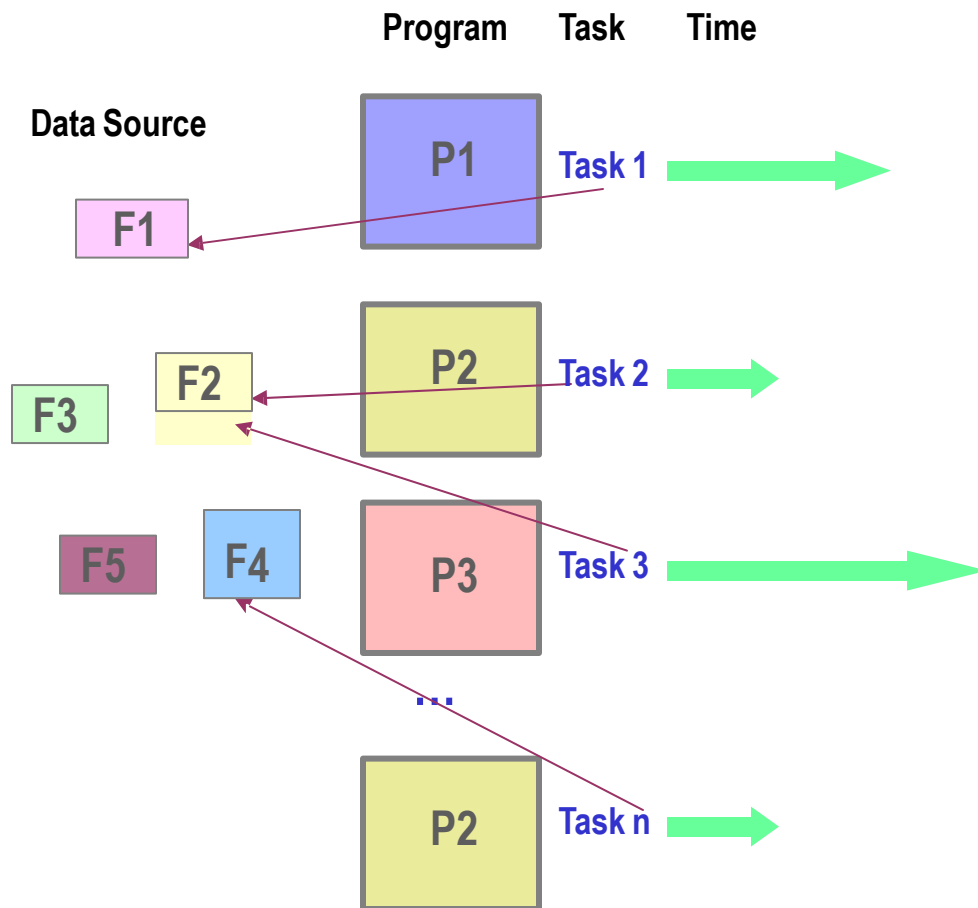 Program Task Time
Data Source
P1 Task 1
F1
P2 Task 2
F2
F3
P3 Task 3
F5 F4
...
P2 Task n